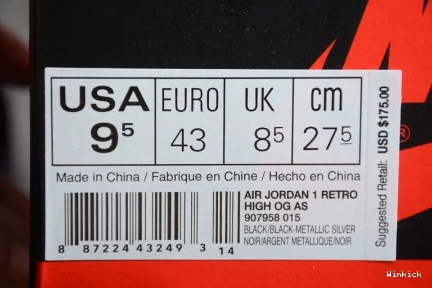 USA EURO UK cm
9⁵ 43 8⁵ 27⁵
Made in China / Fabrique en Chine / Hecho en China
AIR JORDAN 1 RETRO
HIGH OG AS
907958 015
BLACK/BLACK-METALLIC SILVER
NOIR/ARGENT METALLIQUE/NOIR
8 87224 43249 3 14
Suggested Retail: USD $175.00
®
Winkick